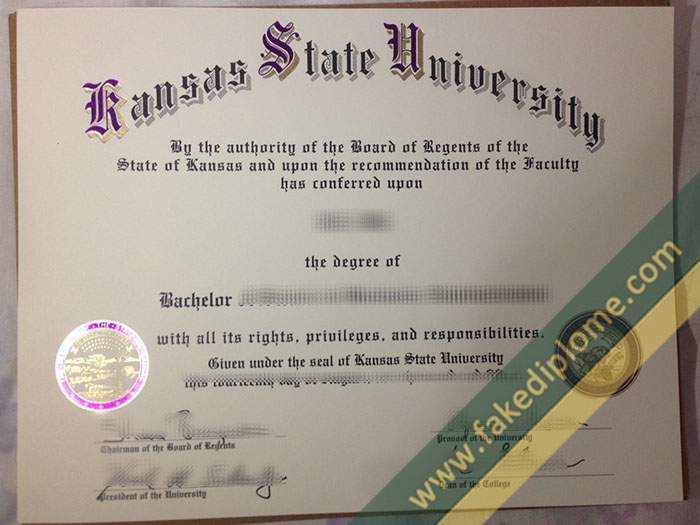 Kansas State University
By the authority of the Board of Regents of the
State of Kansas and upon the recommendation of the Faculty
has conferred upon
the degree of
Bachelor
with all its rights, privileges, and responsibilities.
Given under the seal of Kansas State University
Chairman of the Board of Regents
Provost of the University
President of the University
Dean of the College
www.fakediplome.com